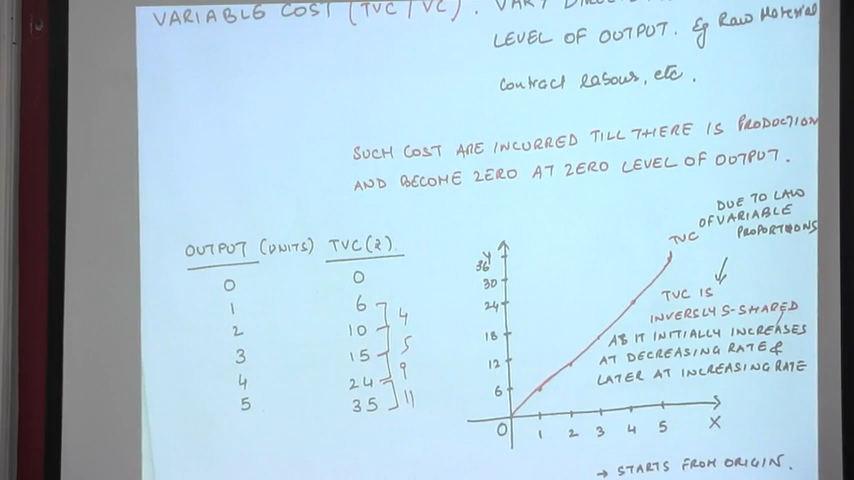 VARIABLE COST (TVC / VC). VARY
LEVEL OF OUTPUT. Eg Raw Material
contract labour, etc.
SUCH COST ARE INCURRED TILL THERE IS PRODUCTION
AND BECOME ZERO AT ZERO LEVEL OF OUTPUT.
OUTPUT (UNITS) TVC (₹)
0 0
1 6
2 10
3 15
4 24
5 35
4
5
9
11
Y
36
30
24
18
12
6
O
1 2 3 4 5 X
TVC
DUE TO LAW
OF VARIABLE
PROPORTIONS
TVC IS
INVERSLY S-SHARED
AS IT INITIALLY INCREASES
AT DECREASING RATE &
LATER AT INCREASING RATE
→ STARTS FROM ORIGIN.